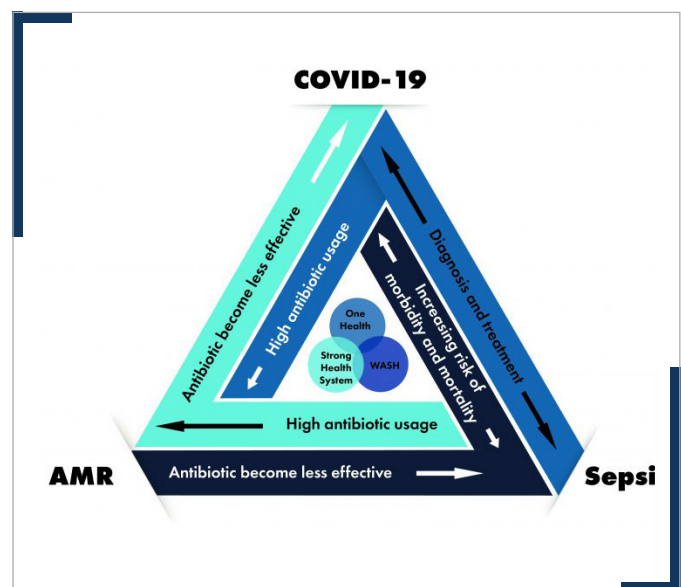 COVID-19
Antibiotic become less effective
High antibiotic usage
Diagnosis and treatment
Increasing risk of
morbidity and mortality
One
Health
Strong
Health
System
WASH
High antibiotic usage
AMR
Antibiotic become less effective
Sepsi